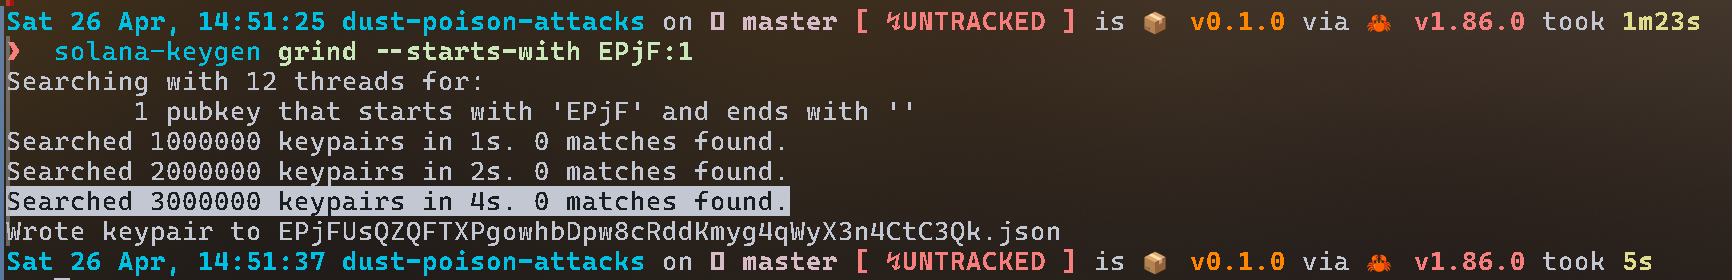 Sat 26 Apr, 14:51:25 dust-poison-attacks on master [ ↯UNTRACKED ] is 📦 v0.1.0 via 🦀 v1.86.0 took 1m23s
❯ solana-keygen grind --starts-with EPjF:1
Searching with 12 threads for:
1 pubkey that starts with 'EPjF' and ends with ''
Searched 1000000 keypairs in 1s. 0 matches found.
Searched 2000000 keypairs in 2s. 0 matches found.
Searched 3000000 keypairs in 4s. 0 matches found.
Wrote keypair to EPjFUsQZQFTXPgowhbDpw8cRddKmyg4qWyX3n4CtC3Qk.json
Sat 26 Apr, 14:51:37 dust-poison-attacks on master [ ↯UNTRACKED ] is 📦 v0.1.0 via 🦀 v1.86.0 took 5s